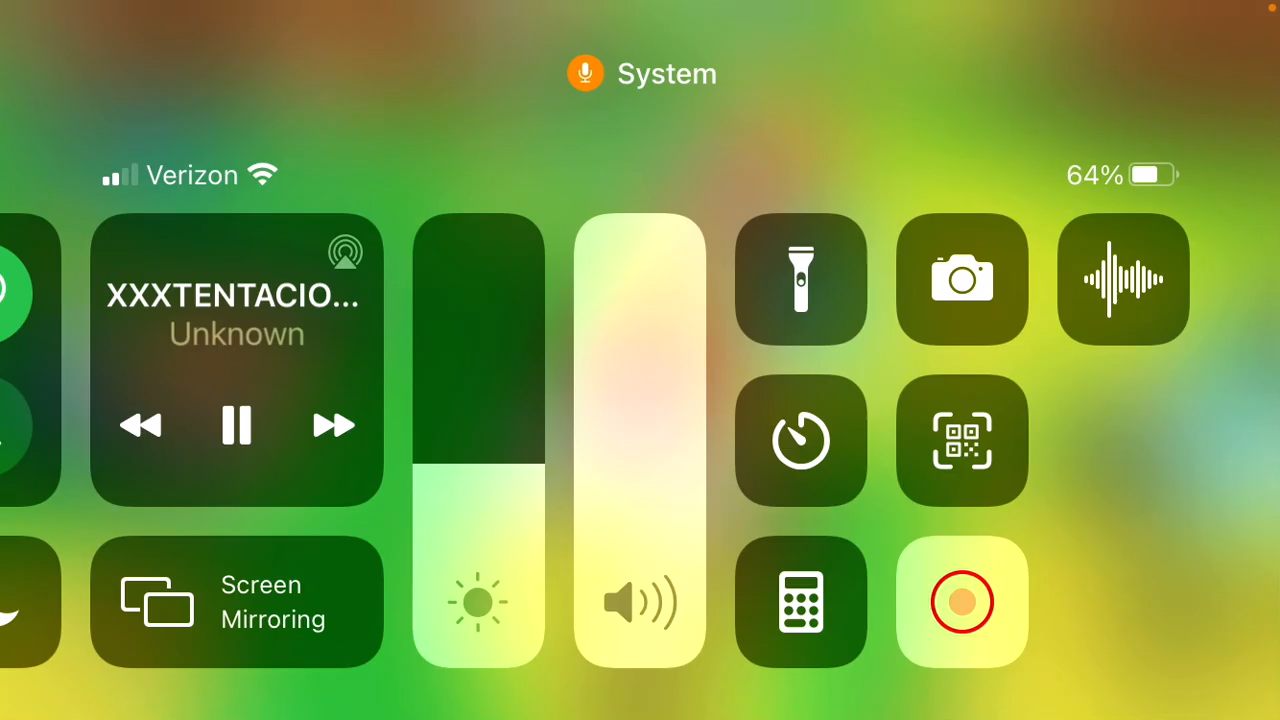 System
Verizon
64%
XXXTENTACIO...
Unknown
Screen
Mirroring